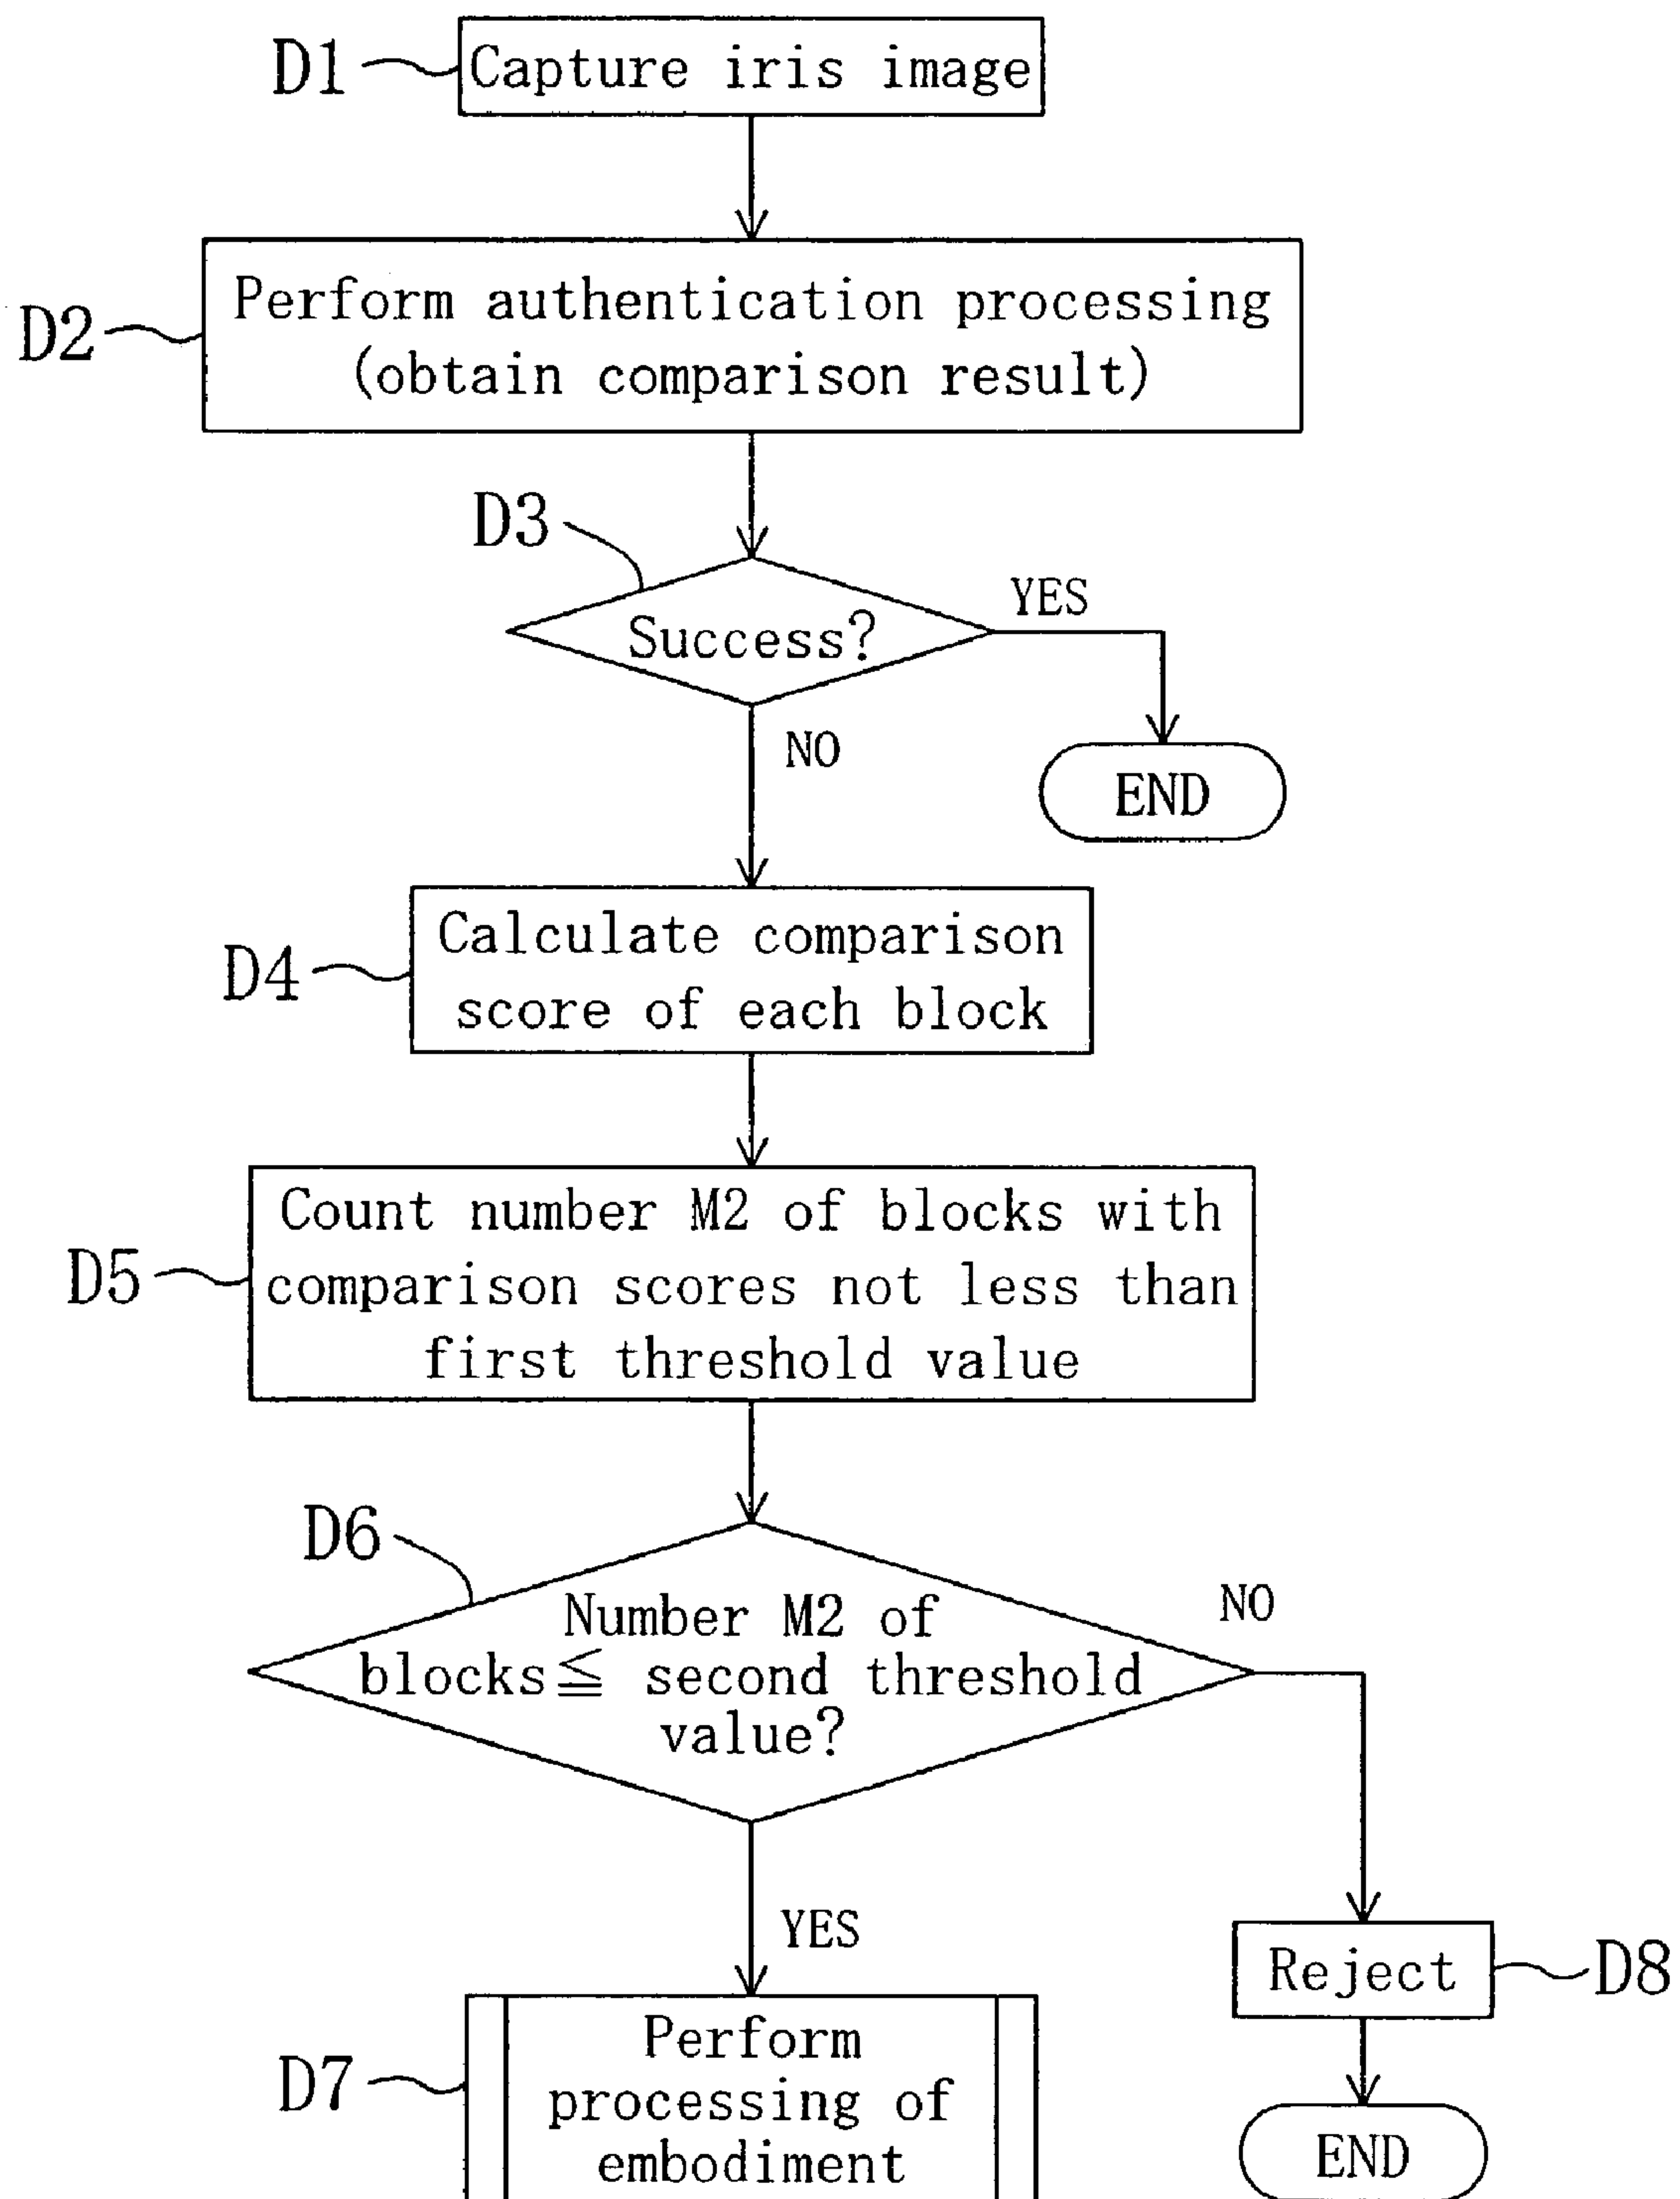 D1
Capture iris image
D2
Perform authentication processing
(obtain comparison result)
D3
Success?
YES
NO
END
D4
Calculate comparison
score of each block
D5
Count number M2 of blocks with
comparison scores not less than
first threshold value
D6
Number M2 of
blocks≦ second threshold
value?
NO
YES
Reject
D8
D7
Perform
processing of
embodiment
END